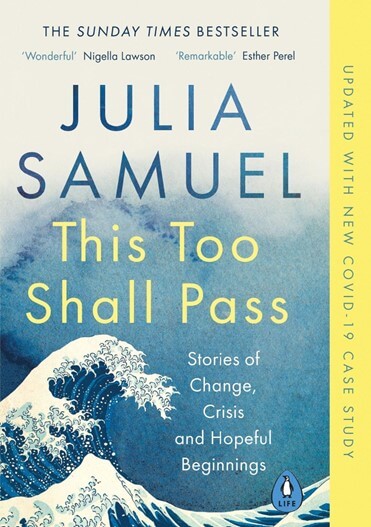 THE SUNDAY TIMES BESTSELLER
‘Wonderful’ Nigella Lawson ‘Remarkable’ Esther Perel
JULIA
SAMUEL
This Too
Shall Pass
Stories of
Change,
Crisis
and Hopeful
Beginnings
LIFE
UPDATED WITH NEW COVID-19 CASE STUDY